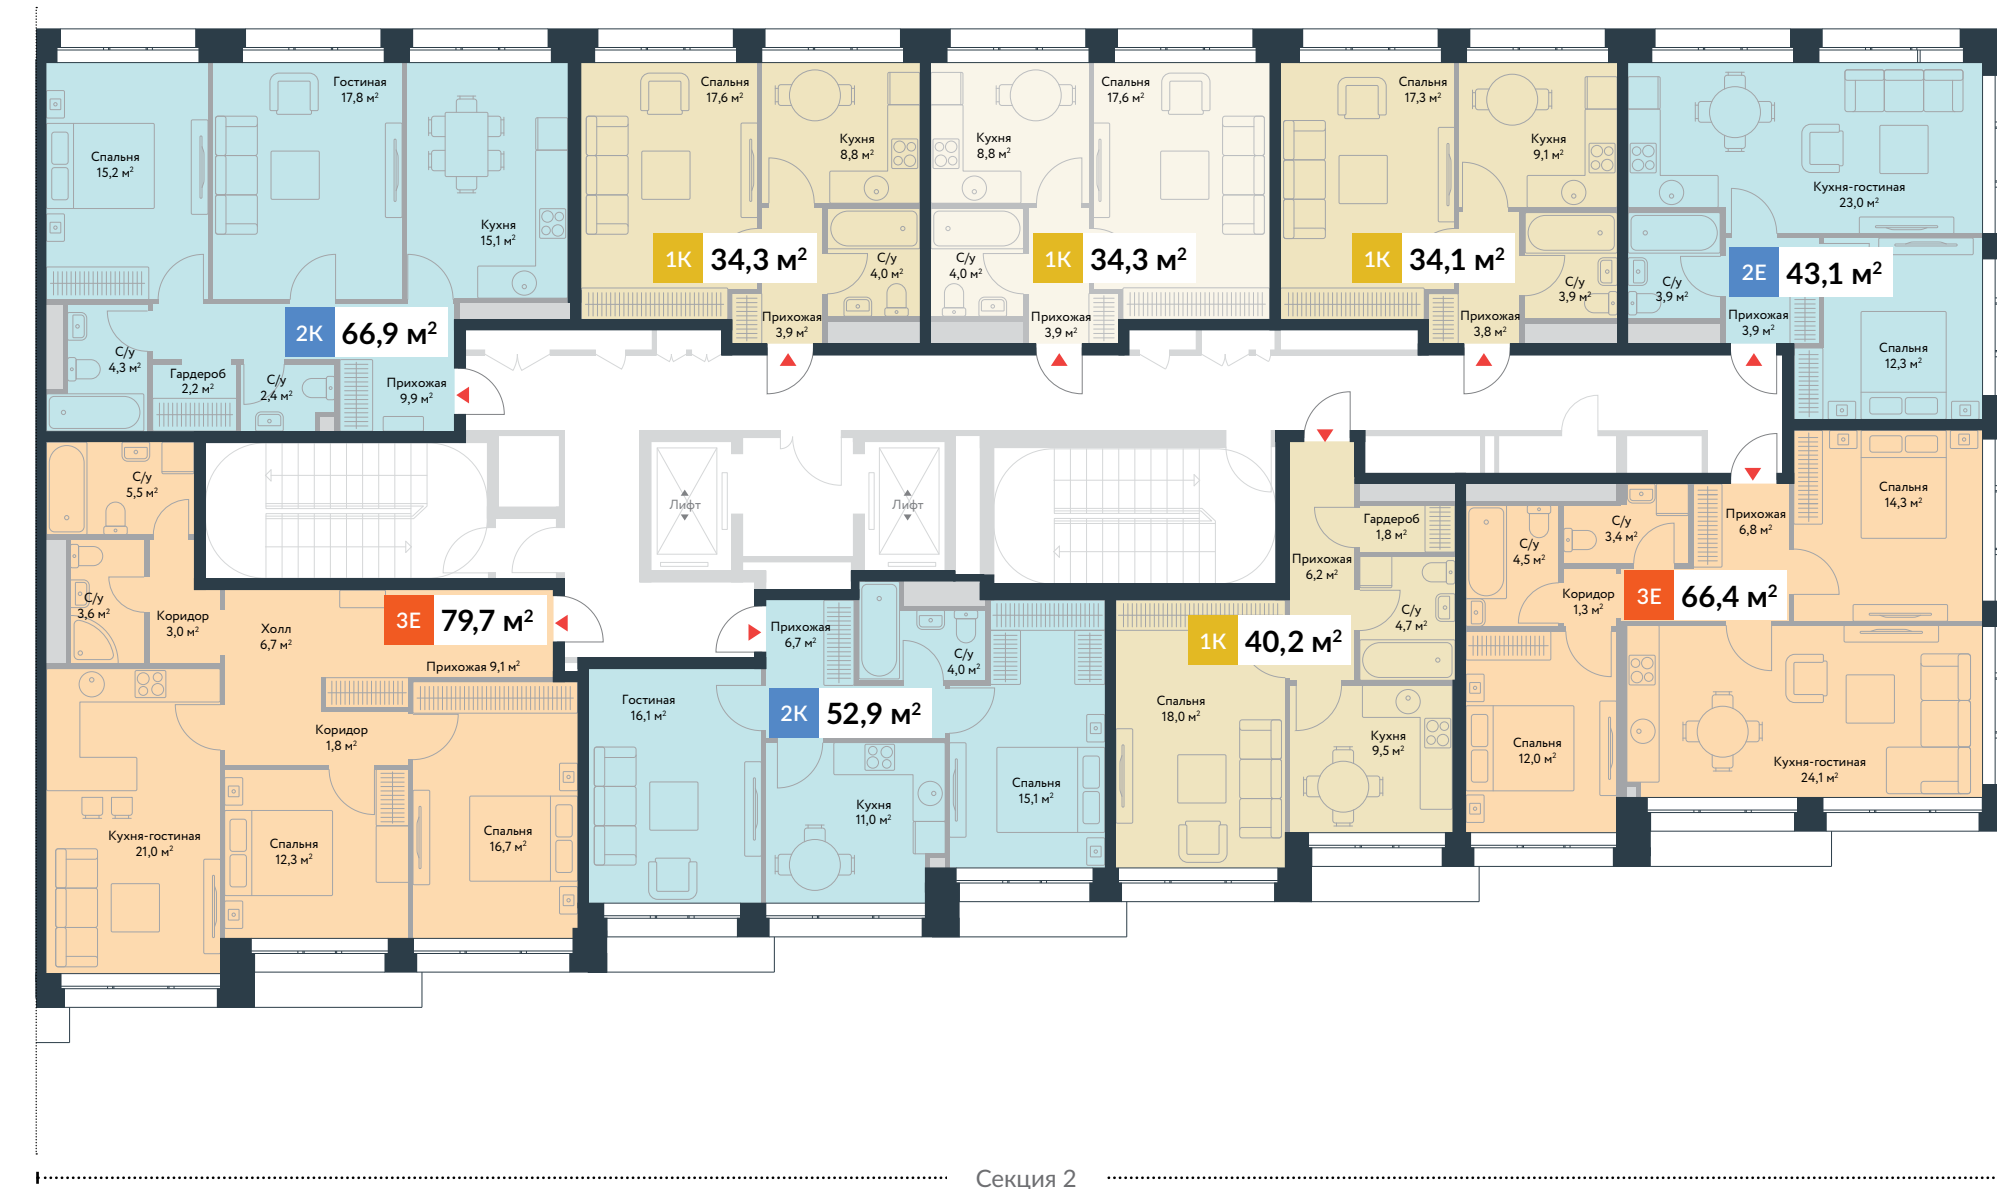 Спальня
15,2 м²
Гостиная
17,8 м²
Кухня
15,1 м²
2К 66,9 м²
С/у
4,3 м²
Гардероб
2,2 м²
С/у
2,4 м²
Прихожая
9,9 м²
Спальня
17,6 м²
Кухня
8,8 м²
1К 34,3 м²
С/у
4,0 м²
Прихожая
3,9 м²
Кухня
8,8 м²
Спальня
17,6 м²
1К 34,3 м²
С/у
4,0 м²
Прихожая
3,9 м²
Спальня
17,3 м²
Кухня
9,1 м²
1К 34,1 м²
С/у
3,9 м²
Прихожая
3,8 м²
Кухня-гостиная
23,0 м²
2Е 43,1 м²
С/у
3,9 м²
Прихожая
3,9 м²
Спальня
12,3 м²
С/у
5,5 м²
С/у
3,6 м²
Коридор
3,0 м²
Холл
6,7 м²
3Е 79,7 м²
Прихожая 9,1 м²
Коридор
1,8 м²
Кухня-гостиная
21,0 м²
Спальня
12,3 м²
Спальня
16,7 м²
Лифт
Лифт
Прихожая
6,7 м²
С/у
4,0 м²
Гостиная
16,1 м²
2К 52,9 м²
Кухня
11,0 м²
Спальня
15,1 м²
Гардероб
1,8 м²
Прихожая
6,2 м²
С/у
4,7 м²
1К 40,2 м²
Спальня
18,0 м²
Кухня
9,5 м²
Спальня
14,3 м²
Прихожая
6,8 м²
С/у
3,4 м²
С/у
4,5 м²
Коридор
1,3 м²
3Е 66,4 м²
Спальня
12,0 м²
Кухня-гостиная
24,1 м²
Секция 2